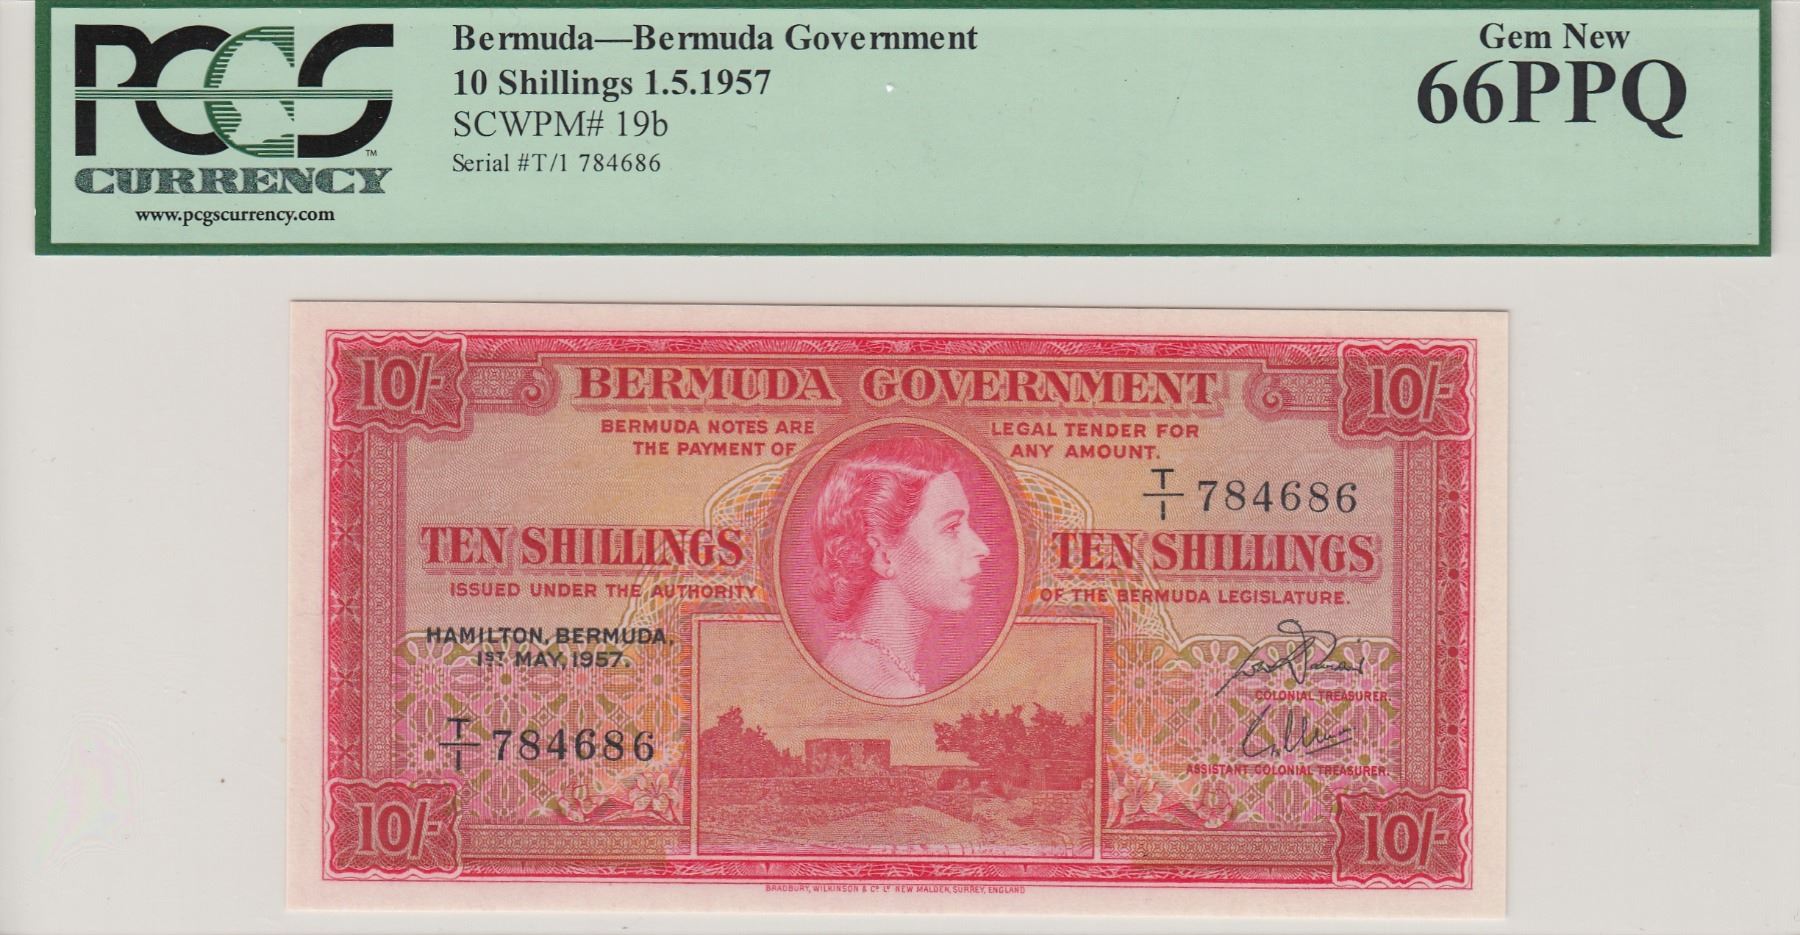 PCGS
TM
CURRENCY
www.pcgscurrency.com
Bermuda—Bermuda Government
10 Shillings 1.5.1957
SCWPM# 19b
Serial #T/1 784686
Gem New
66PPQ
10/- 10/-
BERMUDA GOVERNMENT
BERMUDA NOTES ARE LEGAL TENDER FOR
THE PAYMENT OF ANY AMOUNT.
T/1 784686
TEN SHILLINGS TEN SHILLINGS
ISSUED UNDER THE AUTHORITY OF THE BERMUDA LEGISLATURE.
HAMILTON, BERMUDA,
1ST MAY, 1957.
COLONIAL TREASURER.
T/1 784686
ASSISTANT COLONIAL TREASURER.
10/- 10/-
BRADBURY, WILKINSON & Co. Ld. NEW MALDEN, SURREY, ENGLAND